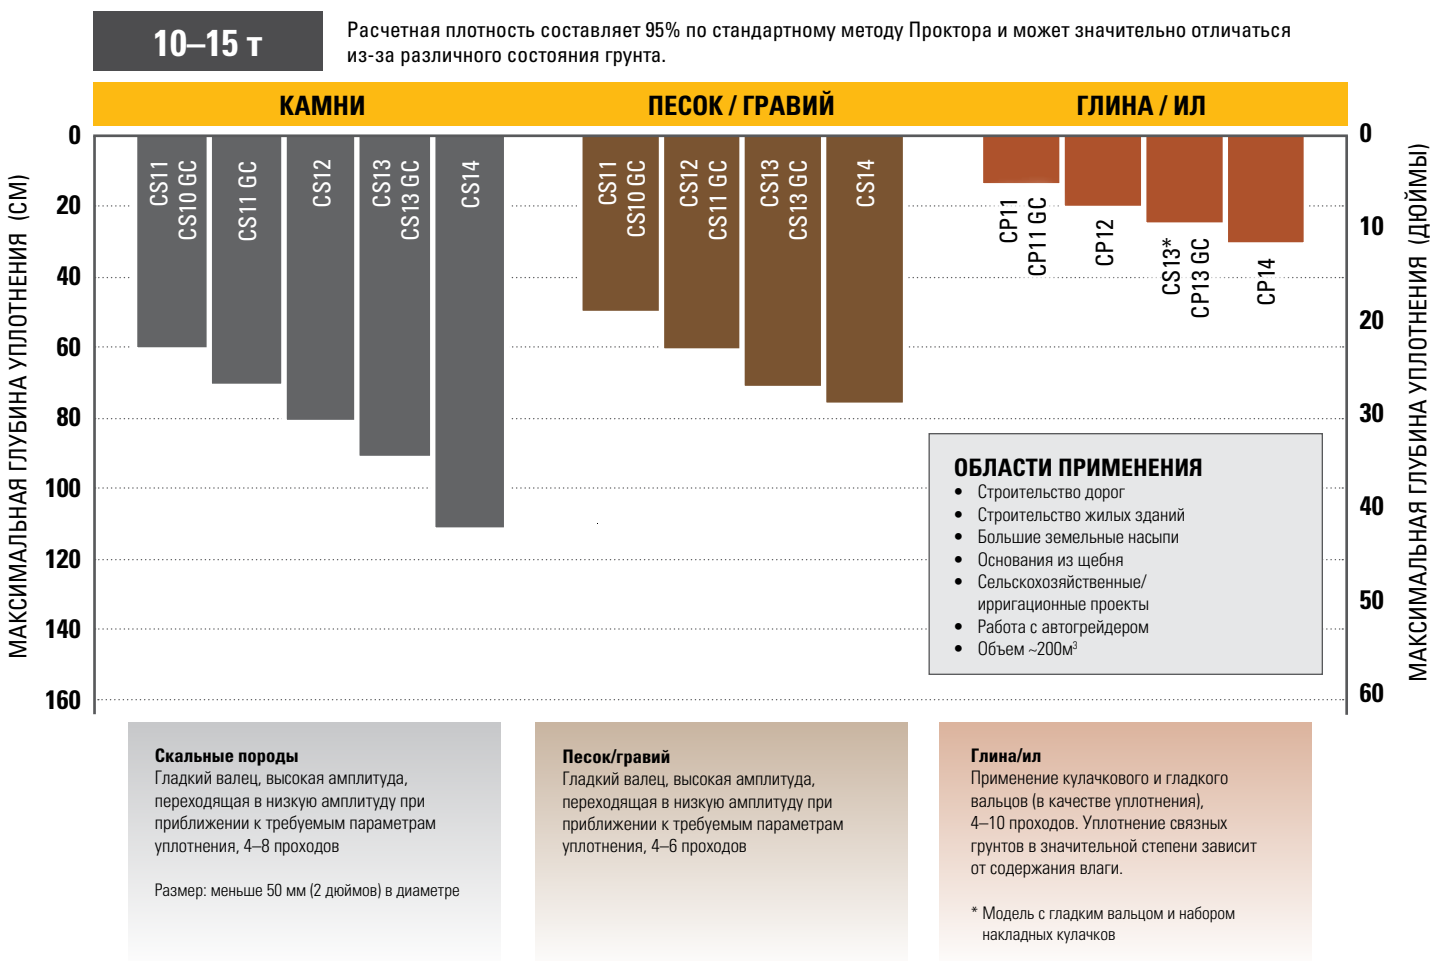 10–15 т
Расчетная плотность составляет 95% по стандартному методу Проктора и может значительно отличаться
из-за различного состояния грунта.
КАМНИ
ПЕСОК / ГРАВИЙ
ГЛИНА / ИЛ
МАКСИМАЛЬНАЯ ГЛУБИНА УПЛОТНЕНИЯ (СМ)
0
20
40
60
80
100
120
140
160
CS11
CS10 GC
CS11 GC
CS12
CS13
CS13 GC
CS14
CS11
CS10 GC
CS12
CS11 GC
CS13
CS13 GC
CS14
CP11
CP11 GC
CP12
CS13*
CP13 GC
CP14
0
10
20
30
40
50
60
МАКСИМАЛЬНАЯ ГЛУБИНА УПЛОТНЕНИЯ (ДЮЙМЫ)
ОБЛАСТИ ПРИМЕНЕНИЯ
• Строительство дорог
• Строительство жилых зданий
• Большие земельные насыпи
• Основания из щебня
• Сельскохозяйственные/
ирригационные проекты
• Работа с автогрейдером
• Объем ~200м³
Скальные породы
Гладкий валец, высокая амплитуда,
переходящая в низкую амплитуду при
приближении к требуемым параметрам
уплотнения, 4–8 проходов
Размер: меньше 50 мм (2 дюймов) в диаметре
Песок/гравий
Гладкий валец, высокая амплитуда,
переходящая в низкую амплитуду при
приближении к требуемым параметрам
уплотнения, 4–6 проходов
Глина/ил
Применение кулачкового и гладкого
вальцов (в качестве уплотнения),
4–10 проходов. Уплотнение связных
грунтов в значительной степени зависит
от содержания влаги.
* Модель с гладким вальцом и набором
накладных кулачков